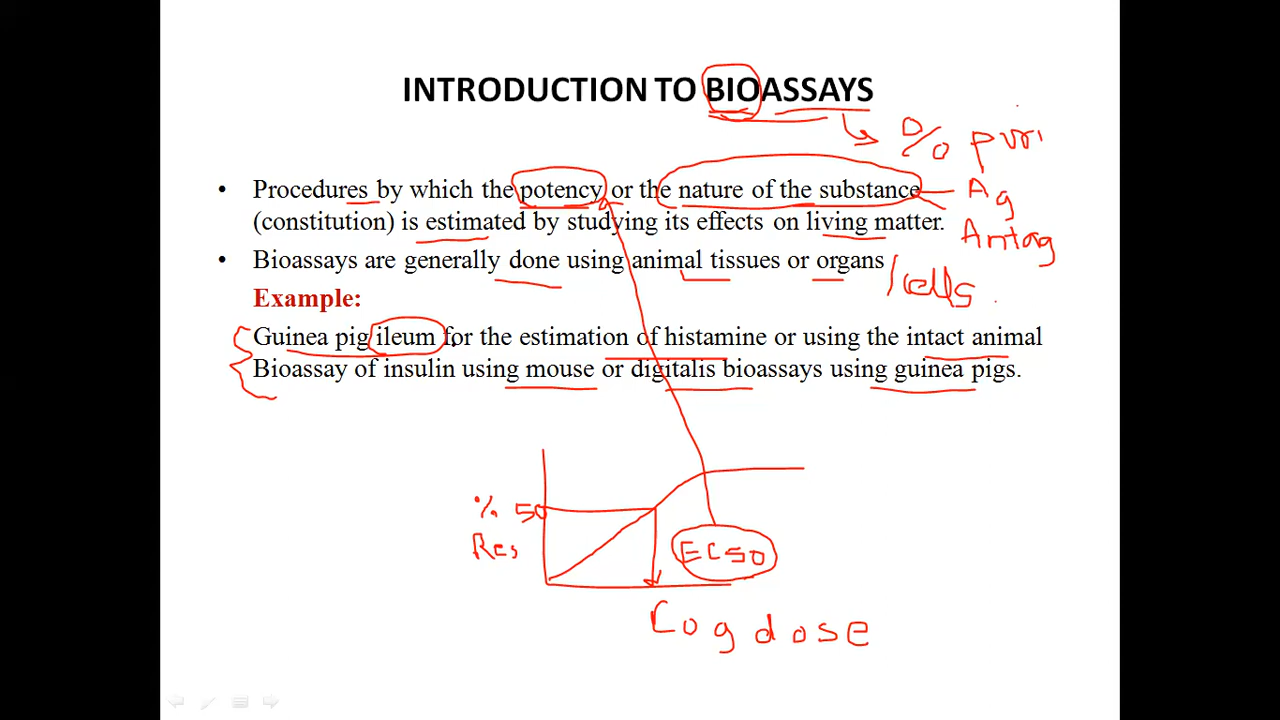 INTRODUCTION TO BIOASSAYS
% puri
• Procedures by which the potency or the nature of the substance
Ag
(constitution) is estimated by studying its effects on living matter.
Antag
• Bioassays are generally done using animal tissues or organs
/cells
Example:
Guinea pig ileum for the estimation of histamine or using the intact animal
Bioassay of insulin using mouse or digitalis bioassays using guinea pigs.
% 50
Res
EC50
Log dose